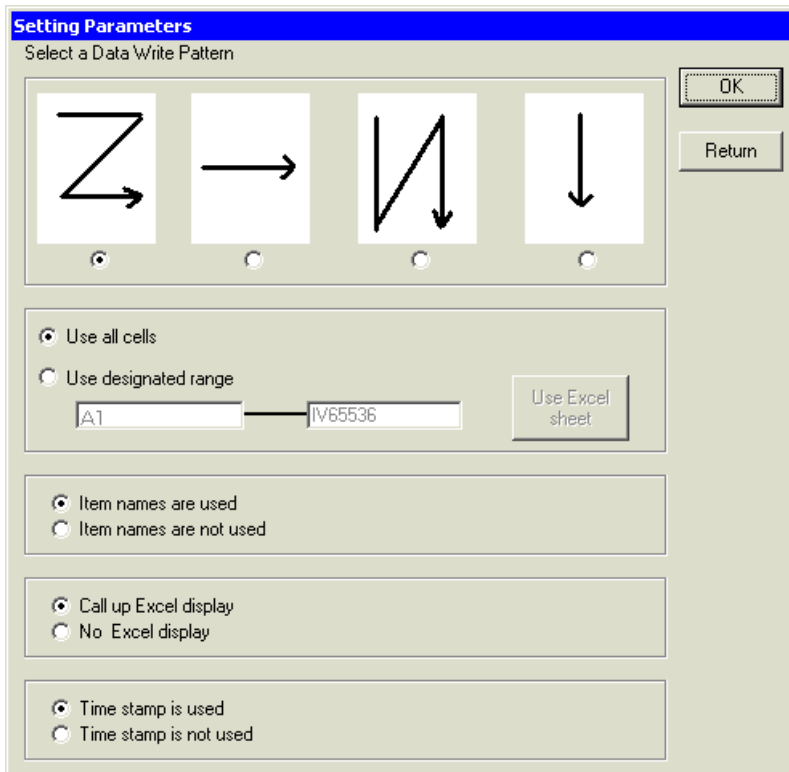 Setting Parameters
Select a Data Write Pattern
OK
Return
Use all cells
Use designated range
A1
IV65536
Use Excel
sheet
Item names are used
Item names are not used
Call up Excel display
No Excel display
Time stamp is used
Time stamp is not used